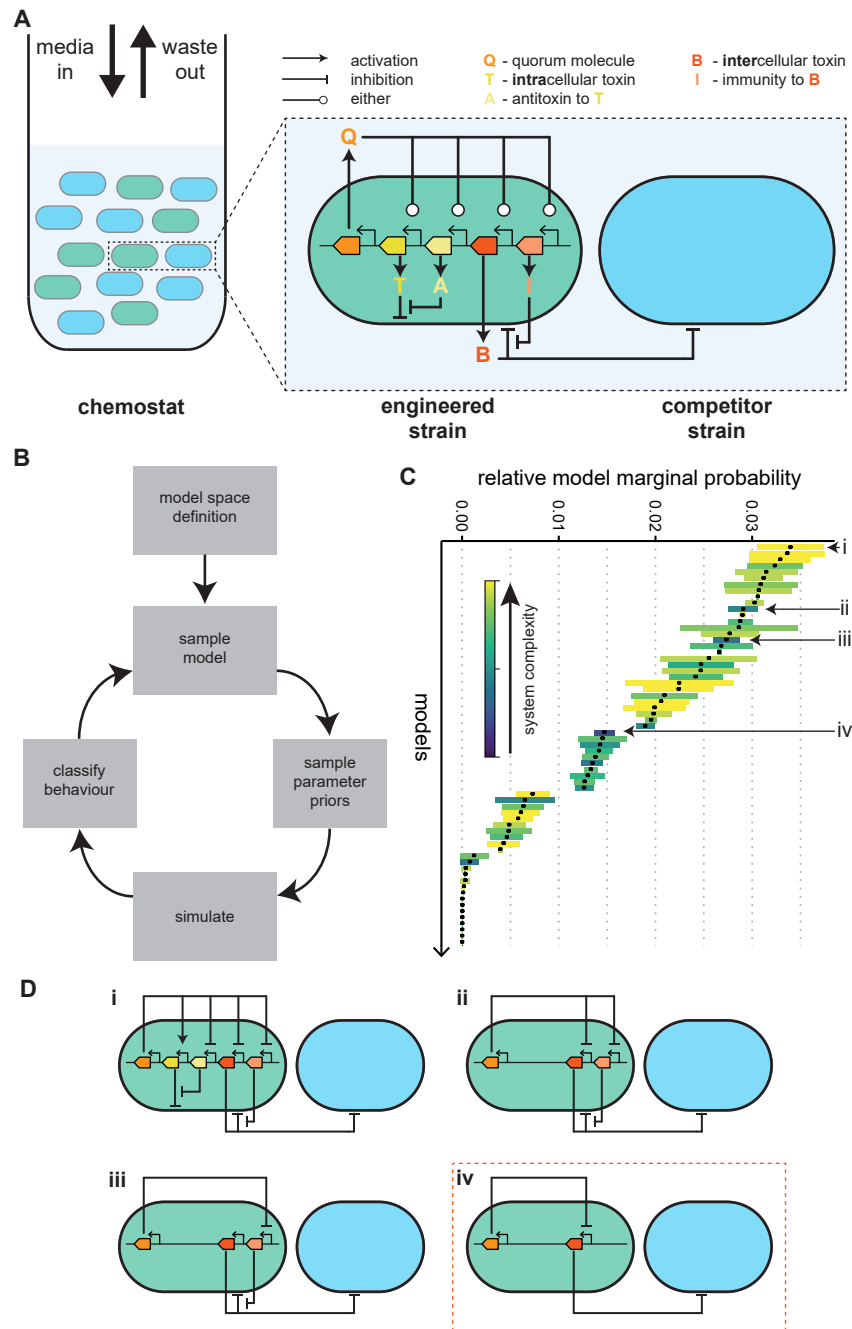 A
media
in
waste
out
activation
inhibition
either
Q - quorum molecule
T - intracellular toxin
A - antitoxin to T
B - intercellular toxin
I - immunity to B
Q
T
A
I
B
chemostat
engineered
strain
competitor
strain
B
model space
definition
sample
model
classify
behaviour
sample
parameter
priors
simulate
C
relative model marginal probability
0.00
0.01
0.02
0.03
system complexity
models
i
ii
iii
iv
D
i
ii
iii
iv